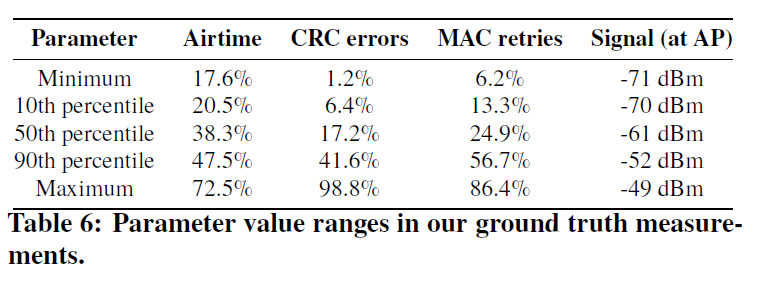 Parameter Airtime CRC errors MAC retries Signal (at AP)
Minimum 17.6% 1.2% 6.2% -71 dBm
10th percentile 20.5% 6.4% 13.3% -70 dBm
50th percentile 38.3% 17.2% 24.9% -61 dBm
90th percentile 47.5% 41.6% 56.7% -52 dBm
Maximum 72.5% 98.8% 86.4% -49 dBm
Table 6: Parameter value ranges in our ground truth measure-
ments.